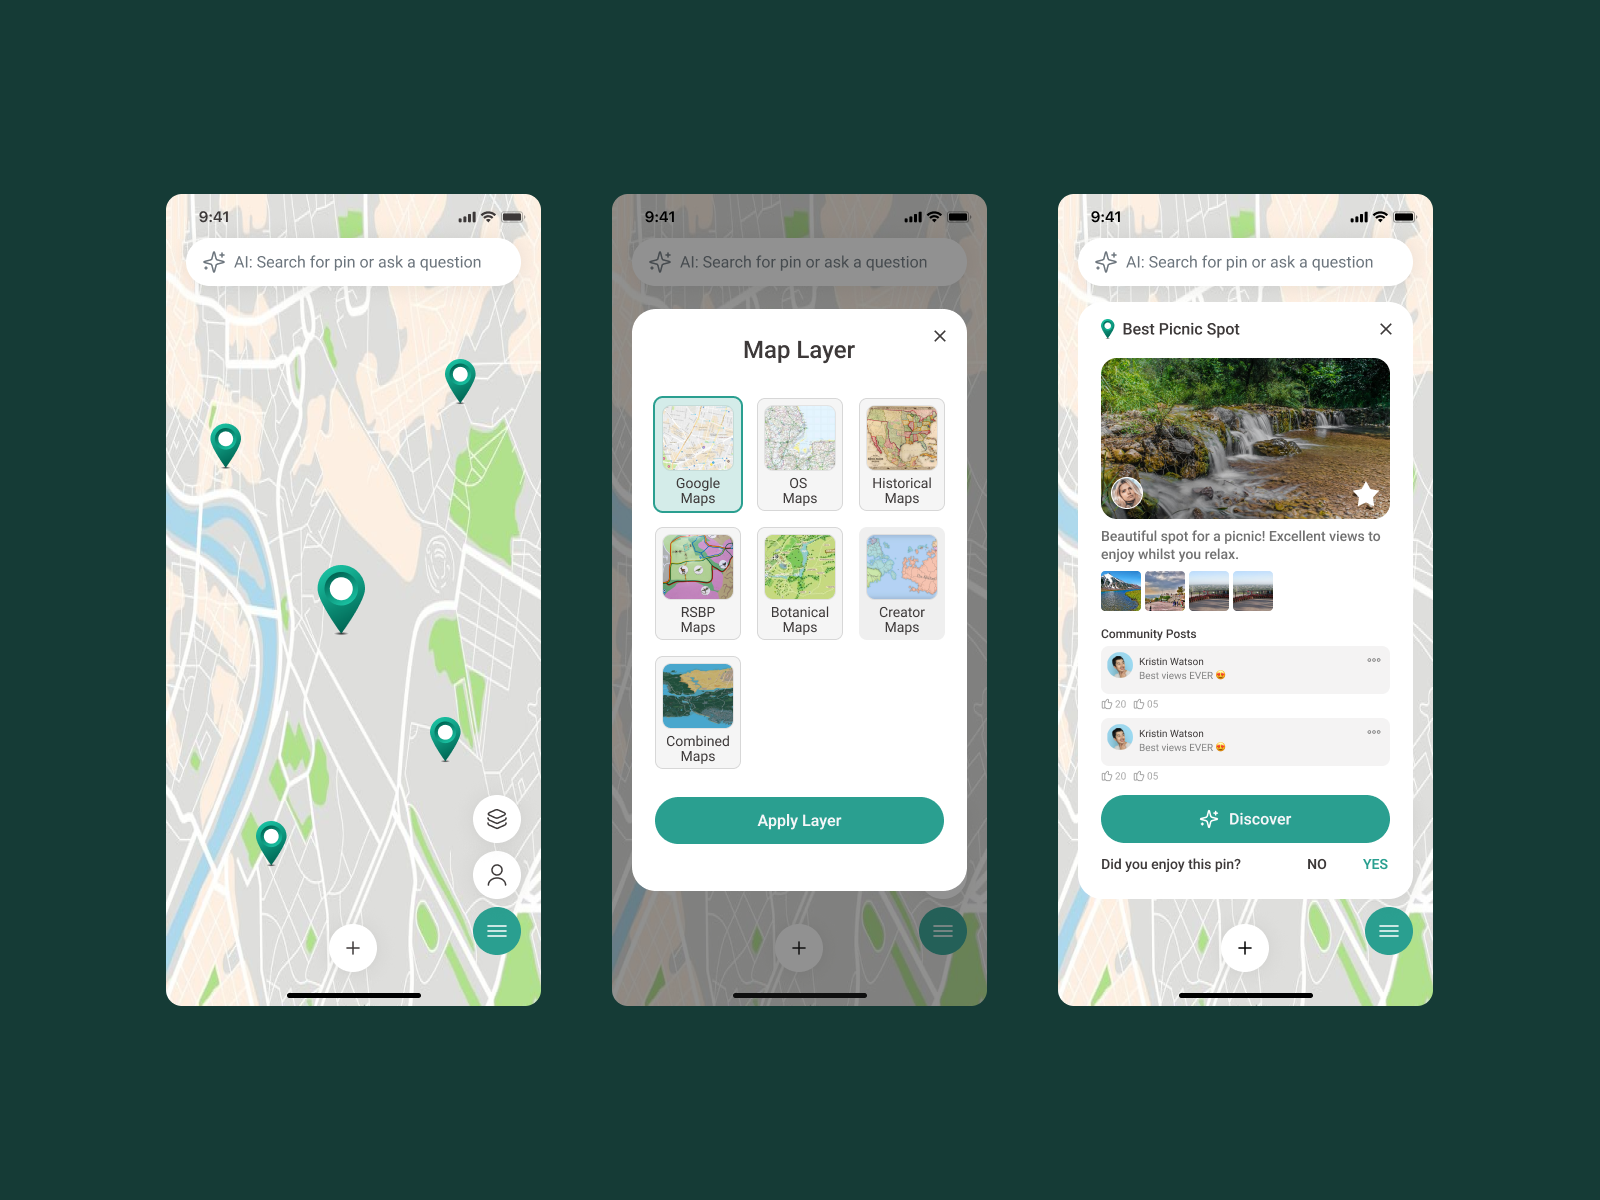 9:41
AI: Search for pin or ask a question
9:41
AI: Search for pin or ask a question
Map Layer
Google
Maps
OS
Maps
Historical
Maps
RSBP
Maps
Botanical
Maps
Creator
Maps
Combined
Maps
Apply Layer
9:41
AI: Search for pin or ask a question
Best Picnic Spot
Beautiful spot for a picnic! Excellent views to
enjoy whilst you relax.
Community Posts
Kristin Watson
Best views EVER 😍
20 05
Kristin Watson
Best views EVER 😍
20 05
Discover
Did you enjoy this pin? NO YES